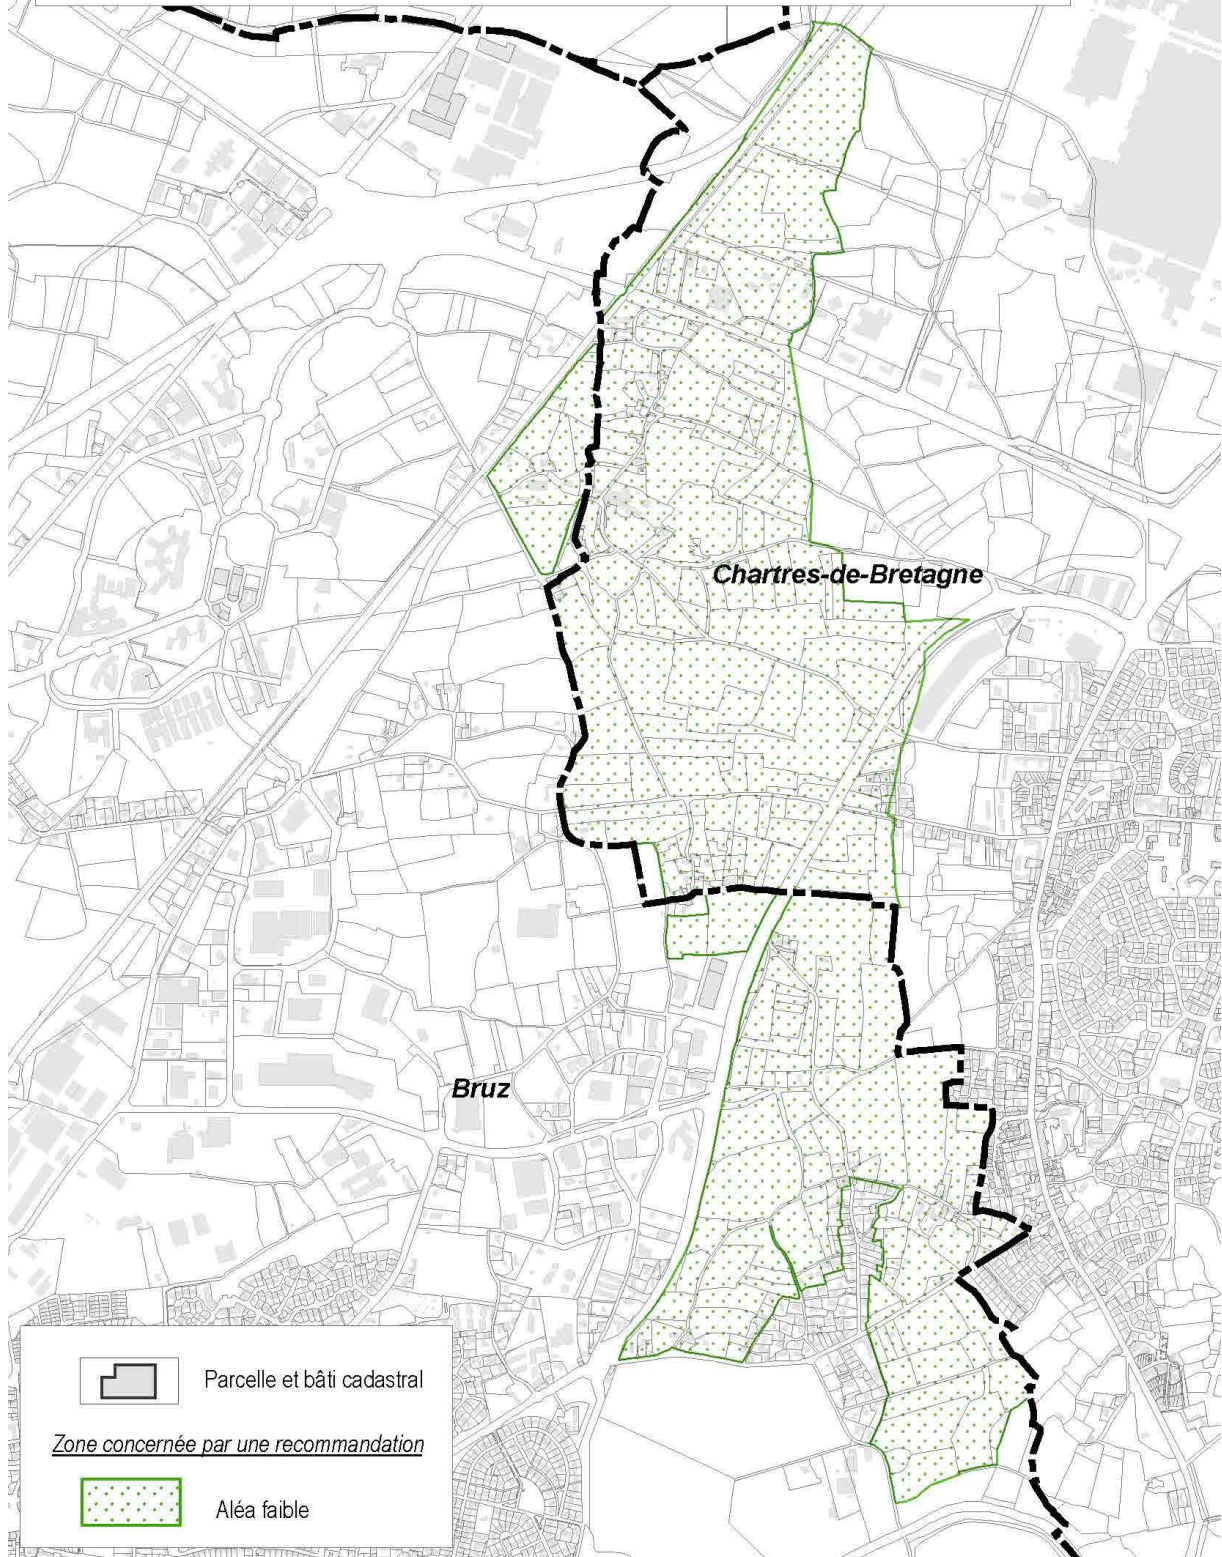 Chartres-de-Bretagne
Bruz
Parcelle et bâti cadastral
Zone concernée par une recommandation
Aléa faible